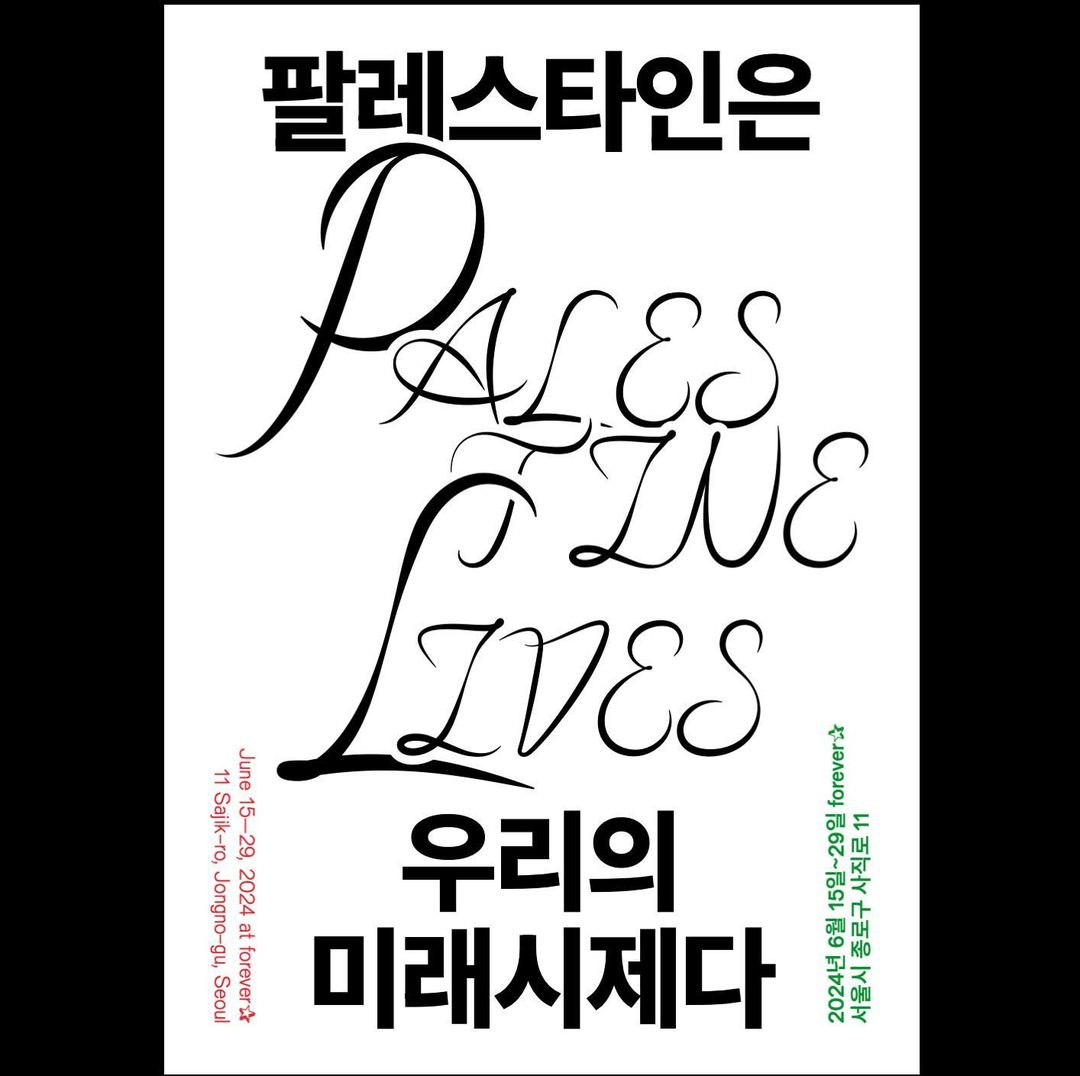 팔레스타인은
PALES
TINE
LIVES
우리의
미래시제다
June 15–29, 2024 at forever✰
11 Sajik-ro, Jongno-gu, Seoul
2024년 6월 15일~29일 forever✰
서울시 종로구 사직로 11